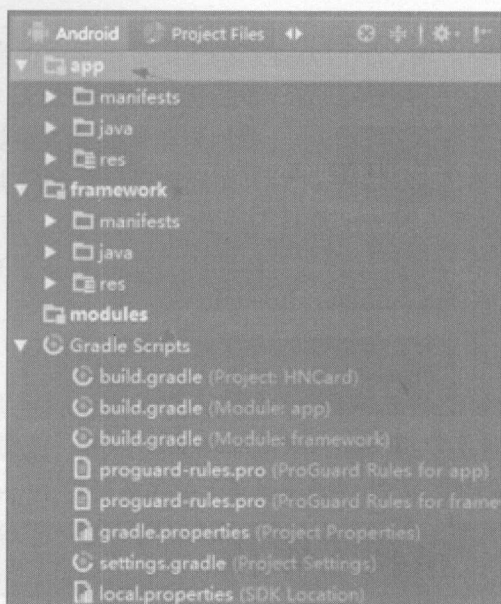 Android Project Files
app
manifests
java
res
framework
manifests
java
res
modules
Gradle Scripts
build.gradle (Project: HNCard)
build.gradle (Module: app)
build.gradle (Module: framework)
proguard-rules.pro (ProGuard Rules for app)
proguard-rules.pro (ProGuard Rules for frame
gradle.properties (Project Properties)
settings.gradle (Project Settings)
local.properties (SDK Location)